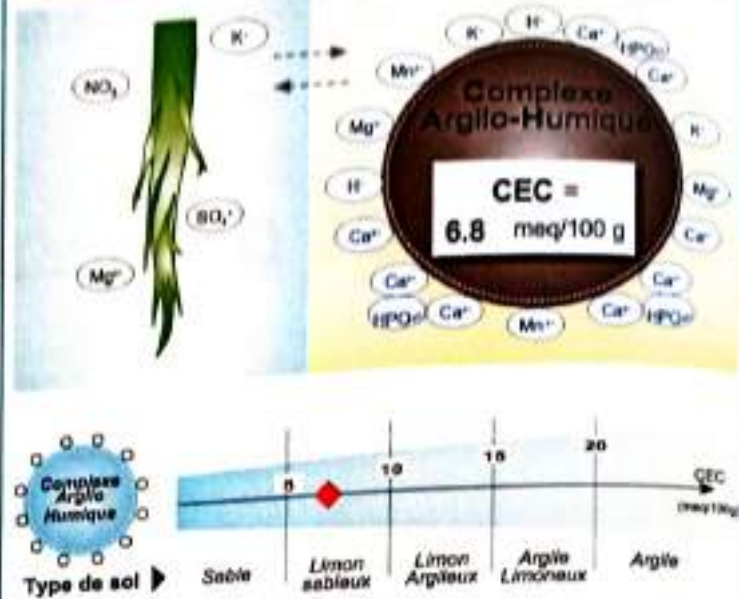 K⁺
NO₃
SO₄⁺
Mg⁺
K⁺
H⁺
Ca⁺
HPO₄
Mn⁺
Ca⁺
Complexe
Argilo-Humique
Mg⁺
K⁺
CEC =
H⁺
Mg⁺
6.8 meq/100 g
Ca⁺
Ca⁺
Ca⁺
Ca⁺
HPO₄
Ca⁺
Mn⁺
Ca⁺
HPO₄
5
10
15
20
CEC
(meq/100g)
Complexe
Argilo
Humique
Type de sol
Sable
Limon
sableux
Limon
Argileux
Argile
Limoneux
Argile